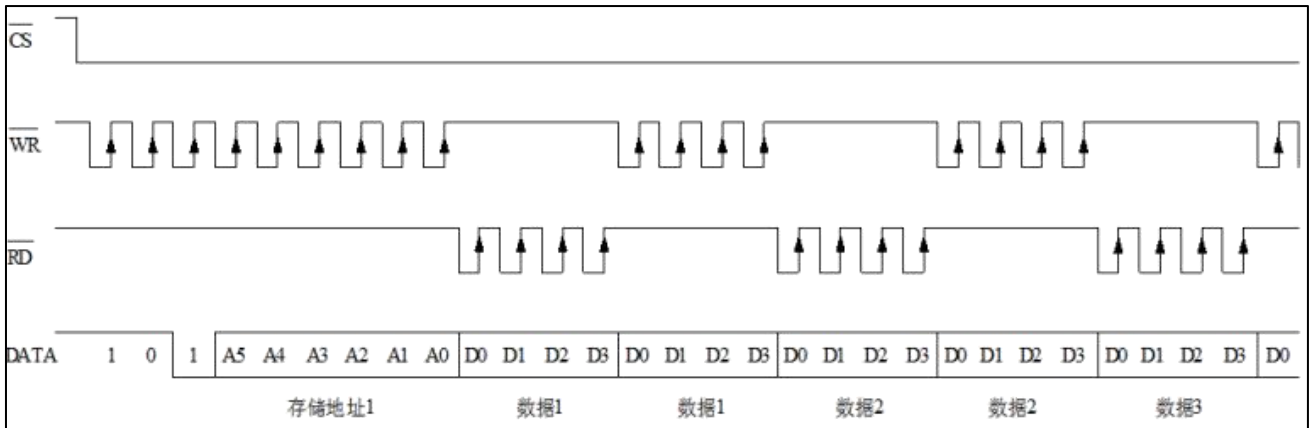 CS
WR
RD
DATA 1 0 1 A5 A4 A3 A2 A1 A0 D0 D1 D2 D3 D0 D1 D2 D3 D0 D1 D2 D3 D0 D1 D2 D3 D0 D1 D2 D3 D0
存储地址1 数据1 数据1 数据2 数据2 数据3